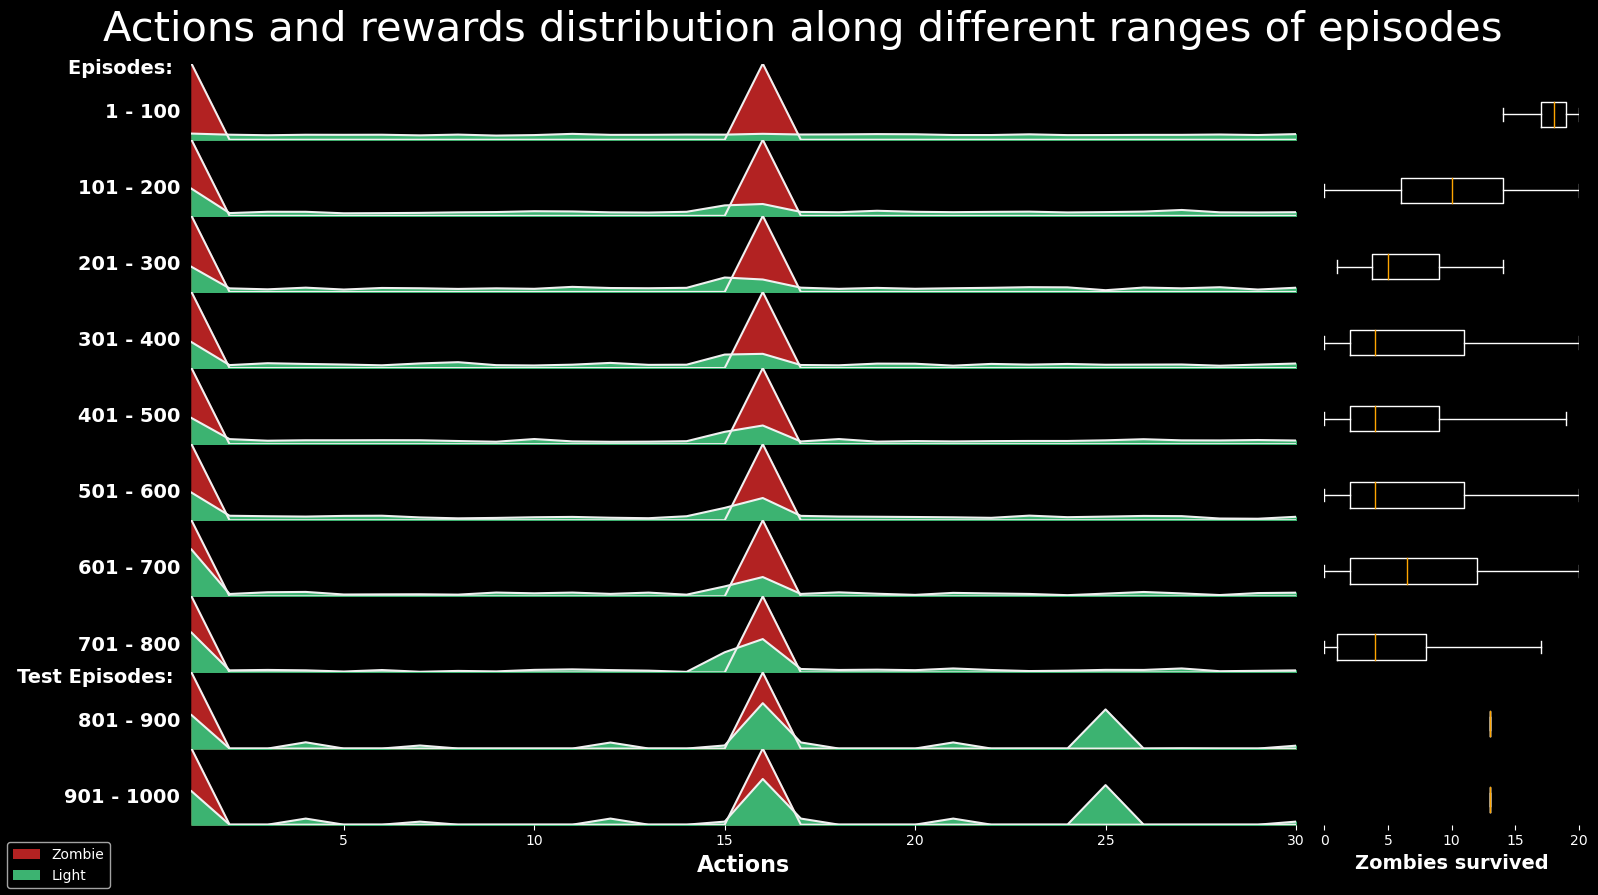 Actions and rewards distribution along different ranges of episodes
Episodes:
1 - 100
101 - 200
201 - 300
301 - 400
401 - 500
501 - 600
601 - 700
701 - 800
Test Episodes:
801 - 900
901 - 1000
5 10 15 20 25 30
Actions
0 5 10 15 20
Zombies survived
Zombie
Light